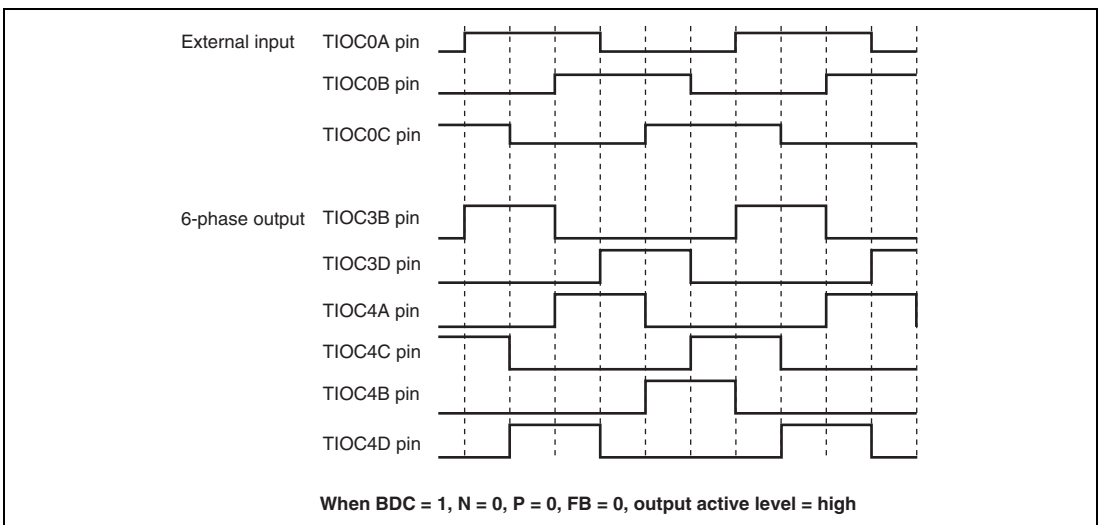 External input TIOC0A pin
TIOC0B pin
TIOC0C pin
6-phase output TIOC3B pin
TIOC3D pin
TIOC4A pin
TIOC4C pin
TIOC4B pin
TIOC4D pin
When BDC = 1, N = 0, P = 0, FB = 0, output active level = high